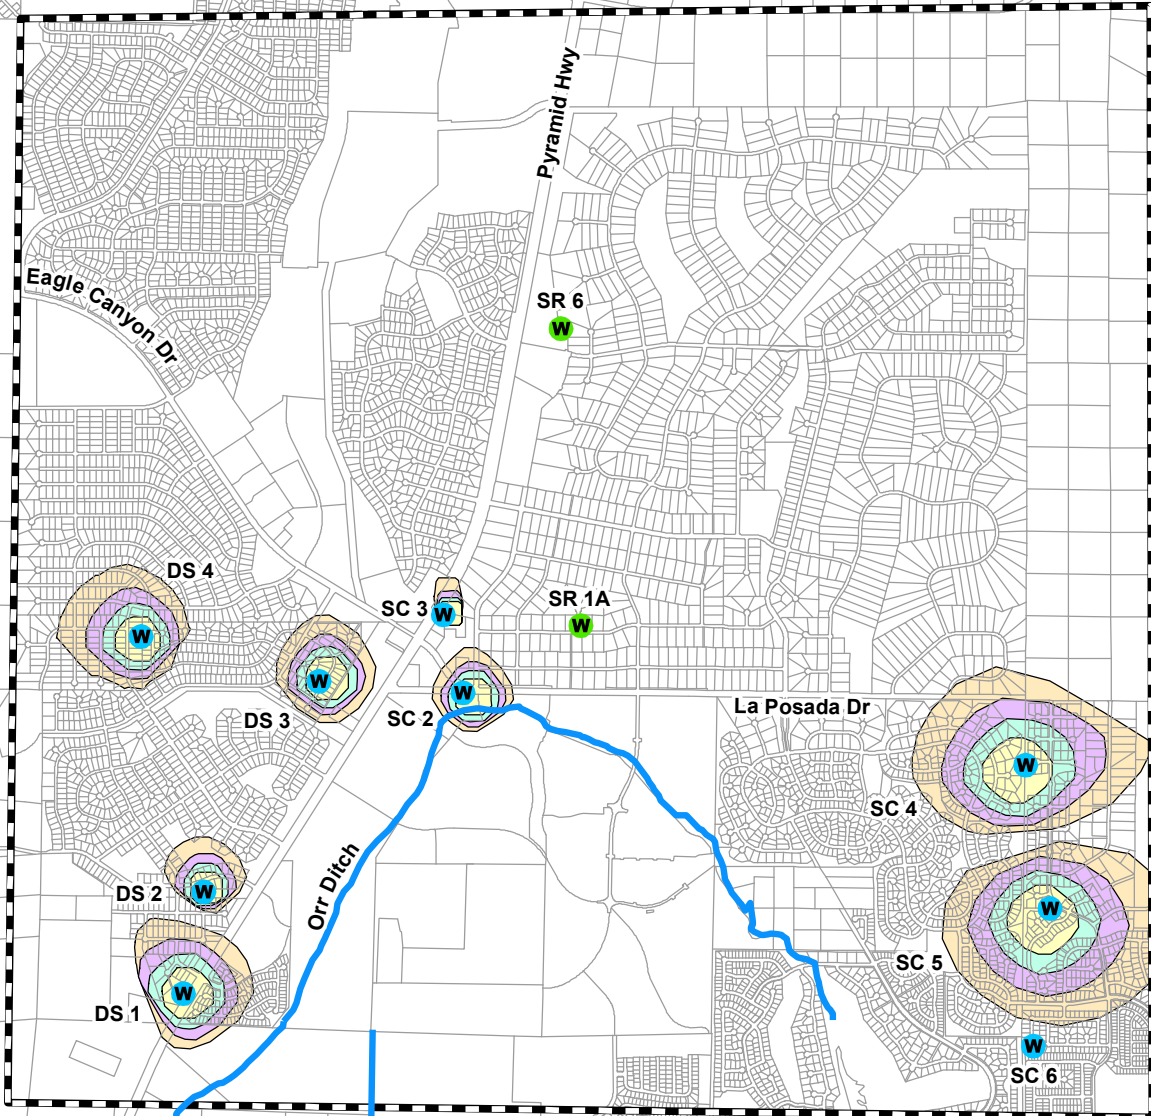 Pyramid Hwy
Eagle Canyon Dr
SR 6
W
DS 4
W
SC 3
W
SR 1A
W
DS 3
W
SC 2
W
La Posada Dr
W
SC 4
DS 2
W
Orr Ditch
W
SC 5
DS 1
W
W
SC 6